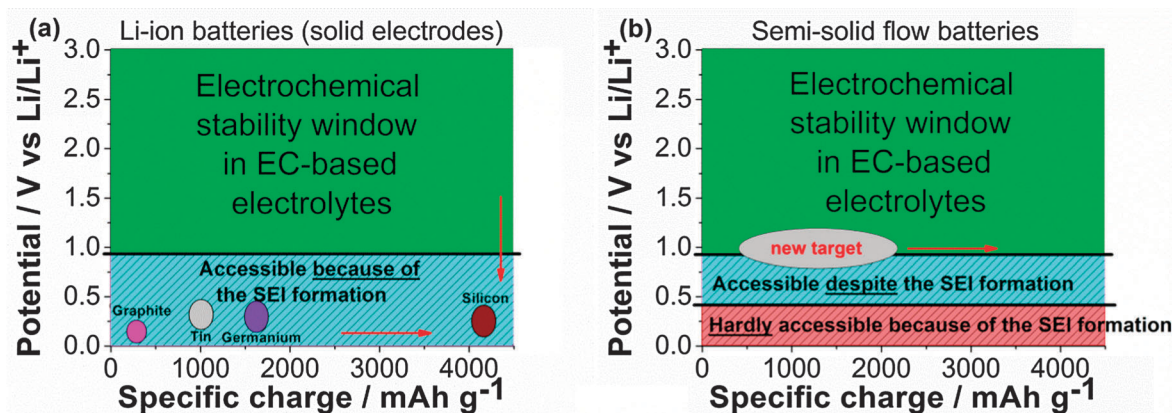 (a) Li-ion batteries (solid electrodes)
Potential / V vs Li/Li+
3.0
2.5
2.0
1.5
1.0
0.5
0.0
Electrochemical
stability window
in EC-based
electrolytes
Accessible because of
the SEI formation
Graphite
Tin
Germanium
Silicon
0
1000
2000
3000
4000
Specific charge / mAh g-1
(b) Semi-solid flow batteries
Potential / V vs Li/Li+
3.0
2.5
2.0
1.5
1.0
0.5
0.0
Electrochemical
stability window
in EC-based
electrolytes
new target
Accessible despite the SEI formation
Hardly accessible because of the SEI formation
0
1000
2000
3000
4000
Specific charge / mAh g-1